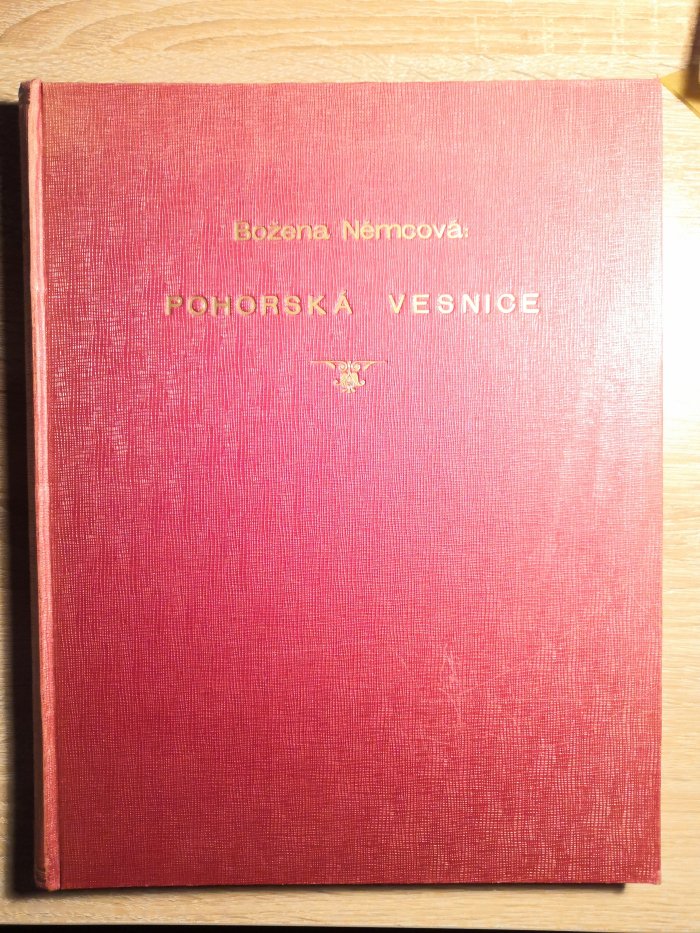 Božena Němcová:
POHORSKÁ VESNICE